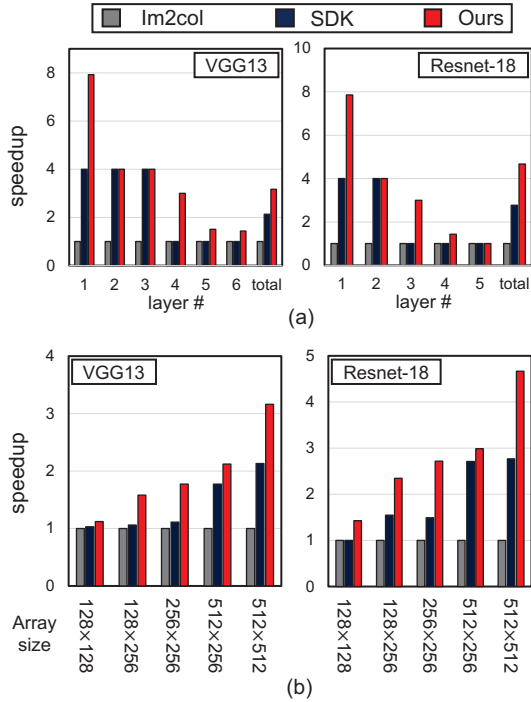 Im2col SDK Ours
VGG13
Resnet-18
speedup
8
6
4
2
0
10
8
6
4
2
0
1 2 3 4 5 6 total
1 2 3 4 5 total
layer #
layer #
(a)
VGG13
Resnet-18
speedup
4
3
2
1
0
5
4
3
2
1
0
Array
size
128×128
128×256
256×256
512×256
512×512
128×128
128×256
256×256
512×256
512×512
(b)